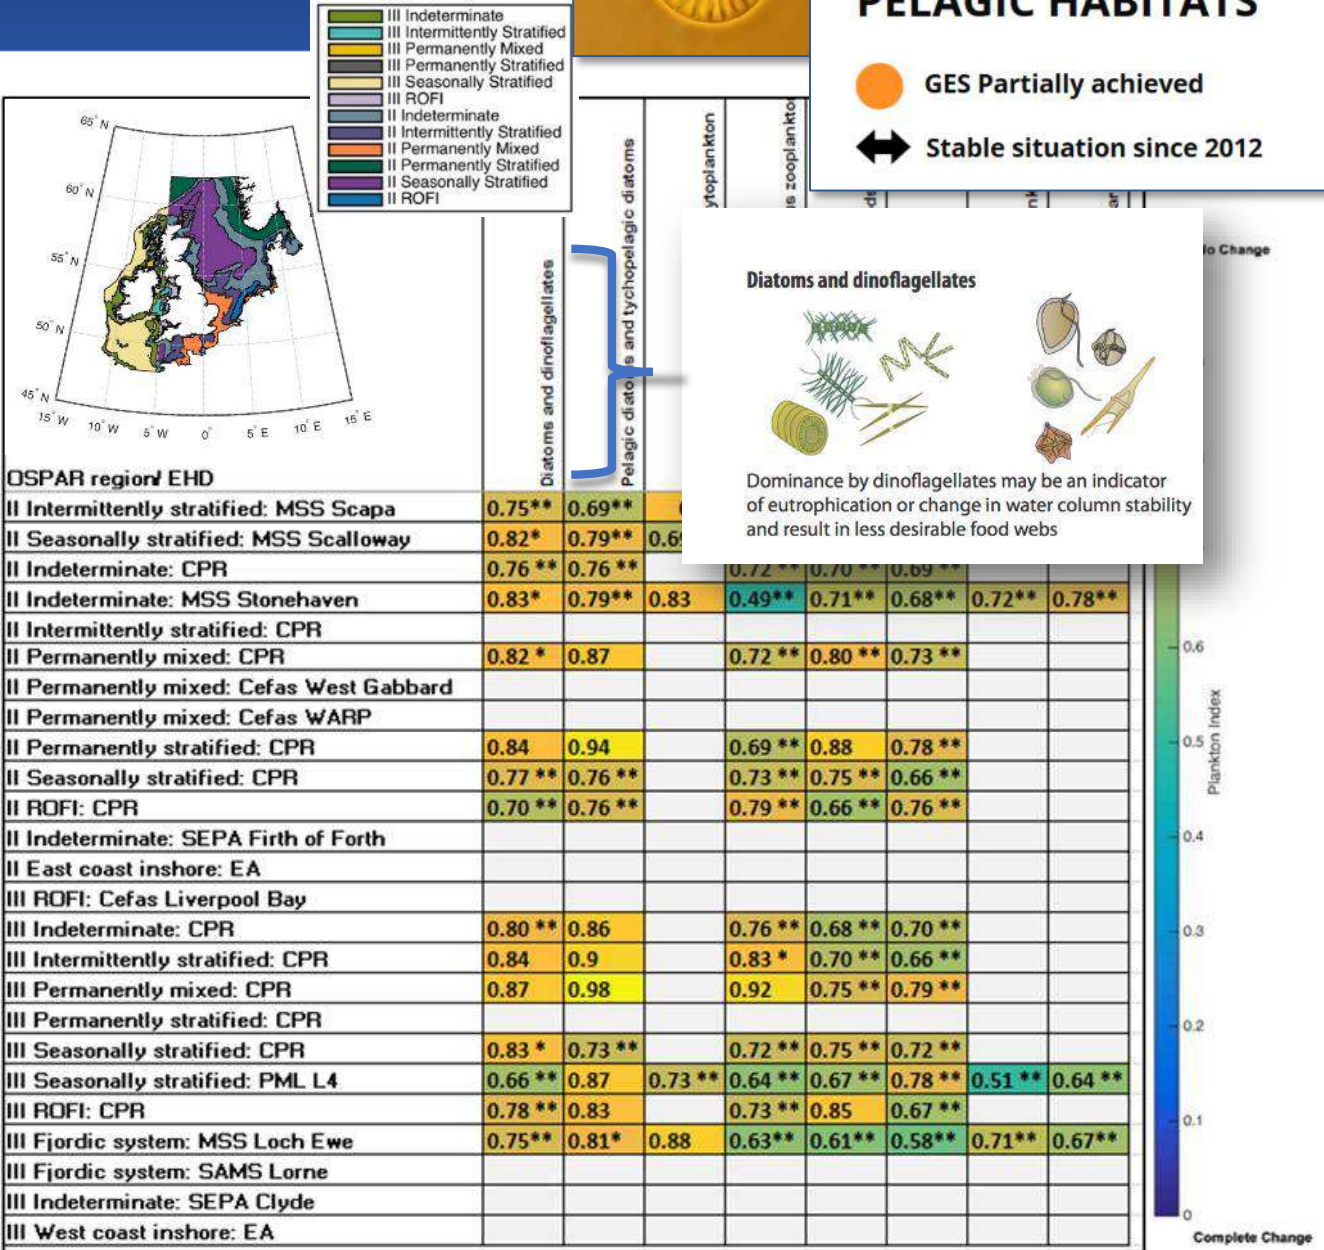 PELAGIC HABITATS
GES Partially achieved
Stable situation since 2012
III Indeterminate
III Intermittently Stratified
III Permanently Mixed
III Permanently Stratified
III Seasonally Stratified
III ROFI
II Indeterminate
II Intermittently Stratified
II Permanently Mixed
II Permanently Stratified
II Seasonally Stratified
II ROFI
65° N
60° N
55° N
50° N
45° N
15° W
10° W
5° W
0°
5° E
10° E
15° E
Diatoms and dinoflagellates
Pelagic diatoms and tychopelagic diatoms
Diatoms and dinoflagellates
Dominance by dinoflagellates may be an indicator
of eutrophication or change in water column stability
and result in less desirable food webs
OSPAR region/ EHD
II Intermittently stratified: MSS Scapa 0.75** 0.69**
II Seasonally stratified: MSS Scalloway 0.82* 0.79**
II Indeterminate: CPR 0.76 ** 0.76 ** 0.72 ** 0.70 ** 0.69 **
II Indeterminate: MSS Stonehaven 0.83* 0.79** 0.83 0.49** 0.71** 0.68** 0.72** 0.78**
II Intermittently stratified: CPR
II Permanently mixed: CPR 0.82 * 0.87 0.72 ** 0.80 ** 0.73 **
II Permanently mixed: Cefas West Gabbard
II Permanently mixed: Cefas WARP
II Permanently stratified: CPR 0.84 0.94 0.69 ** 0.88 0.78 **
II Seasonally stratified: CPR 0.77 ** 0.76 ** 0.73 ** 0.75 ** 0.66 **
II ROFI: CPR 0.70 ** 0.76 ** 0.79 ** 0.66 ** 0.76 **
II Indeterminate: SEPA Firth of Forth
II East coast inshore: EA
III ROFI: Cefas Liverpool Bay
III Indeterminate: CPR 0.80 ** 0.86 0.76 ** 0.68 ** 0.70 **
III Intermittently stratified: CPR 0.84 0.9 0.83 * 0.70 ** 0.66 **
III Permanently mixed: CPR 0.87 0.98 0.92 0.75 ** 0.79 **
III Permanently stratified: CPR
III Seasonally stratified: CPR 0.83 * 0.73 ** 0.72 ** 0.75 ** 0.72 **
III Seasonally stratified: PML L4 0.66 ** 0.87 0.73 ** 0.64 ** 0.67 ** 0.78 ** 0.51 ** 0.64 **
III ROFI: CPR 0.78 ** 0.83 0.73 ** 0.85 0.67 **
III Fjordic system: MSS Loch Ewe 0.75** 0.81* 0.88 0.63** 0.61** 0.58** 0.71** 0.67**
III Fjordic system: SAMS Lorne
III Indeterminate: SEPA Clyde
III West coast inshore: EA
Change
0.6
0.5
0.4
0.3
0.2
0.1
0
Plankton Index
Complete Change